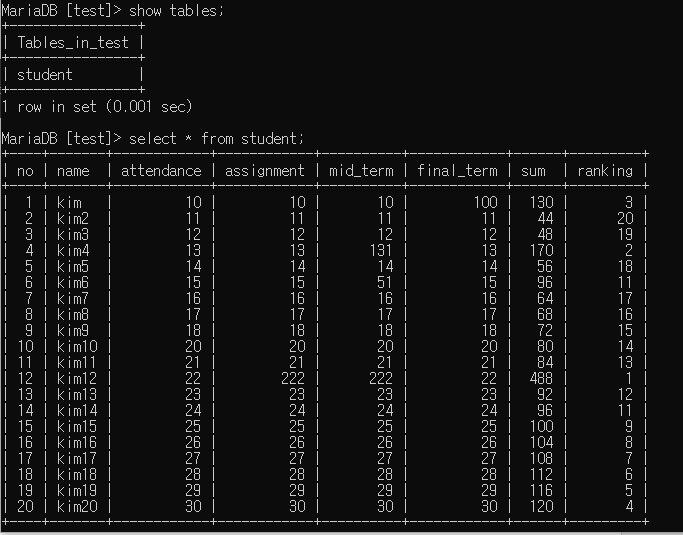 MariaDB [test]> show tables;
+----------------+
| Tables_in_test |
+----------------+
| student        |
+----------------+
1 row in set (0.001 sec)
MariaDB [test]> select * from student;
+----+-------+------------+------------+----------+------------+------+---------+
| no | name  | attendance | assignment | mid_term | final_term | sum  | ranking |
+----+-------+------------+------------+----------+------------+------+---------+
|  1 | kim   |         10 |         10 |       10 |        100 |  130 |       3 |
|  2 | kim2  |         11 |         11 |       11 |         11 |   44 |      20 |
|  3 | kim3  |         12 |         12 |       12 |         12 |   48 |      19 |
|  4 | kim4  |         13 |         13 |      131 |         13 |  170 |       2 |
|  5 | kim5  |         14 |         14 |       14 |         14 |   56 |      18 |
|  6 | kim6  |         15 |         15 |       51 |         15 |   96 |      11 |
|  7 | kim7  |         16 |         16 |       16 |         16 |   64 |      17 |
|  8 | kim8  |         17 |         17 |       17 |         17 |   68 |      16 |
|  9 | kim9  |         18 |         18 |       18 |         18 |   72 |      15 |
| 10 | kim10 |         20 |         20 |       20 |         20 |   80 |      14 |
| 11 | kim11 |         21 |         21 |       21 |         21 |   84 |      13 |
| 12 | kim12 |         22 |        222 |      222 |         22 |  488 |       1 |
| 13 | kim13 |         23 |         23 |       23 |         23 |   92 |      12 |
| 14 | kim14 |         24 |         24 |       24 |         24 |   96 |      11 |
| 15 | kim15 |         25 |         25 |       25 |         25 |  100 |       9 |
| 16 | kim16 |         26 |         26 |       26 |         26 |  104 |       8 |
| 17 | kim17 |         27 |         27 |       27 |         27 |  108 |       7 |
| 18 | kim18 |         28 |         28 |       28 |         28 |  112 |       6 |
| 19 | kim19 |         29 |         29 |       29 |         29 |  116 |       5 |
| 20 | kim20 |         30 |         30 |       30 |         30 |  120 |       4 |
+----+-------+------------+------------+----------+------------+------+---------+